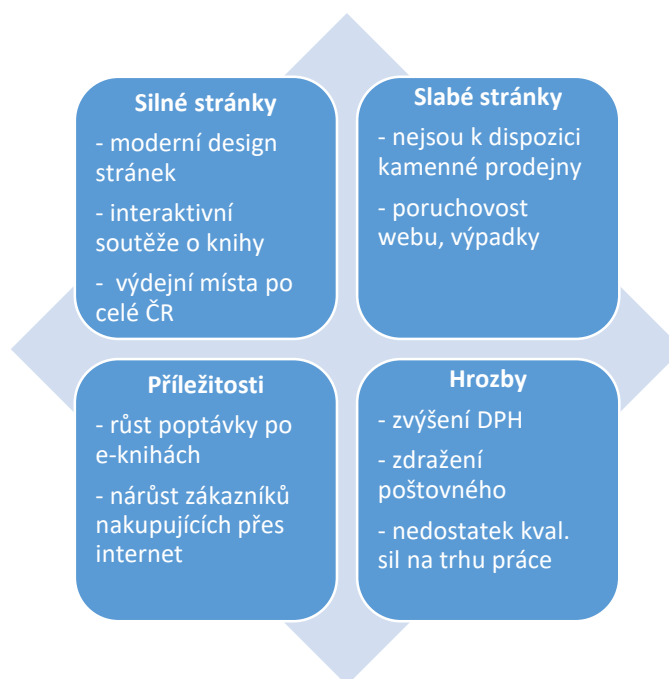 Silné stránky
- moderní design
stránek
- interaktivní
soutěže o knihy
- výdejní místa po
celé ČR
Slabé stránky
- nejsou k dispozici
kamenné prodejny
- poruchovost
webu, výpadky
Příležitosti
- růst poptávky po
e-knihách
- nárůst zákazníků
nakupujících přes
internet
Hrozby
- zvýšení DPH
- zdražení
poštovného
- nedostatek kval.
sil na trhu práce